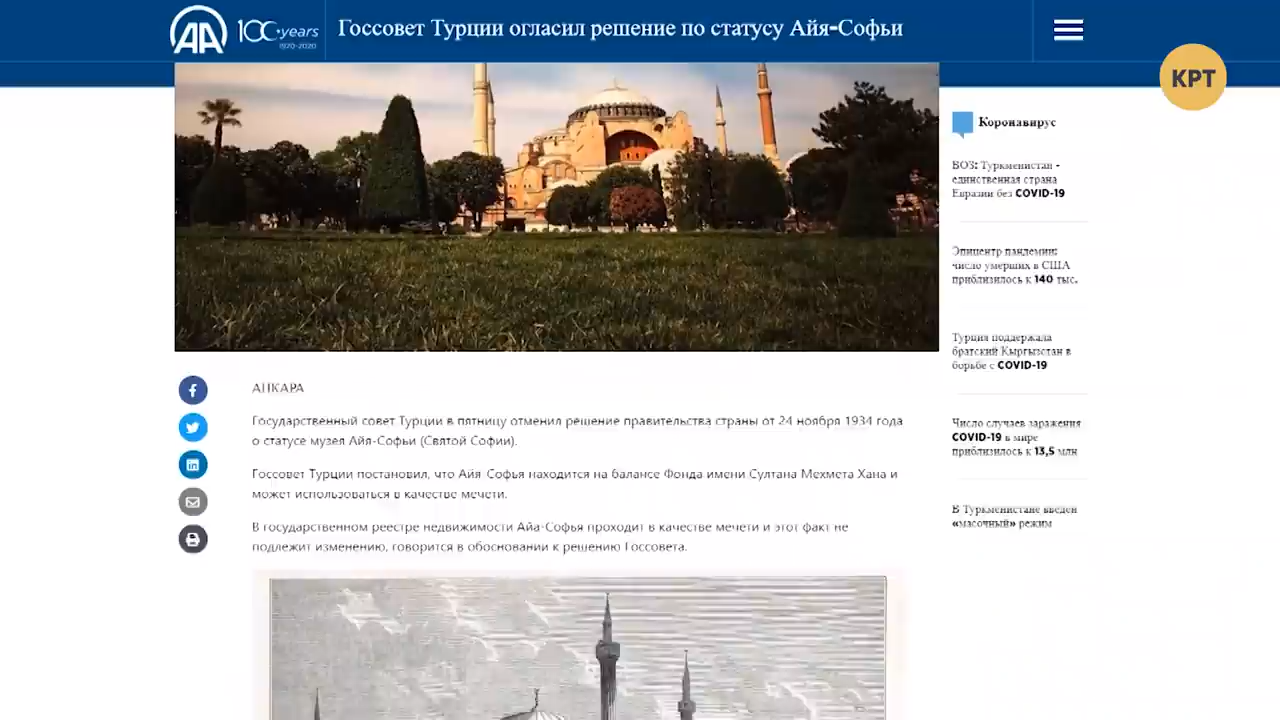 AA
100 years
1920-2020
Госсовет Турции огласил решение по статусу Айя-Софьи
КРТ
Коронавирус
ВОЗ: Туркменистан -
единственная страна
Евразии без COVID-19
Эпицентр пандемии:
число умерших в США
приблизилось к 140 тыс.
Турция поддержала
братский Кыргызстан в
борьбе с COVID-19
Число случаев заражения
COVID-19 в мире
приблизилось к 13,5 млн
В Туркменистане введен
«масочный» режим
АНКАРА
Государственный совет Турции в пятницу отменил решение правительства страны от 24 ноября 1934 года
о статусе музея Айя-Софьи (Святой Софии).
Госсовет Турции постановил, что Айя-Софья находится на балансе Фонда имени Султана Мехмета Хана и
может использоваться в качестве мечети.
В государственном реестре недвижимости Айа-Софья проходит в качестве мечети и этот факт не
подлежит изменению, говорится в обосновании к решению Госсовета.